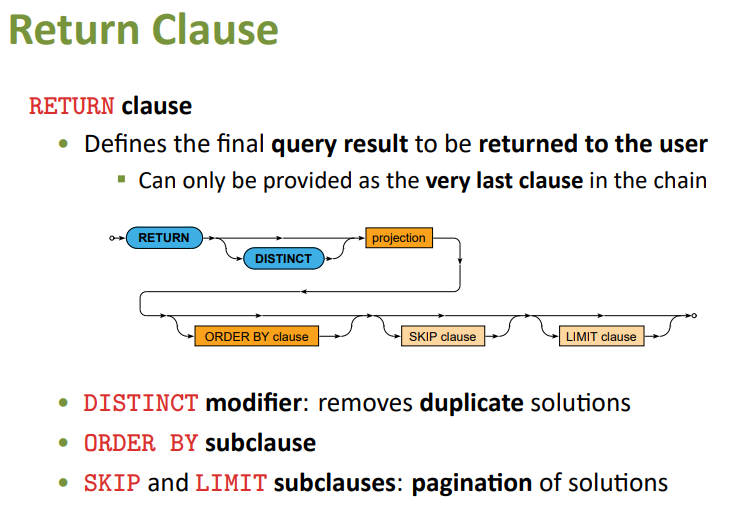 Return Clause
RETURN clause
• Defines the final query result to be returned to the user
▪ Can only be provided as the very last clause in the chain
RETURN
DISTINCT
projection
ORDER BY clause
SKIP clause
LIMIT clause
• DISTINCT modifier: removes duplicate solutions
• ORDER BY subclause
• SKIP and LIMIT subclauses: pagination of solutions